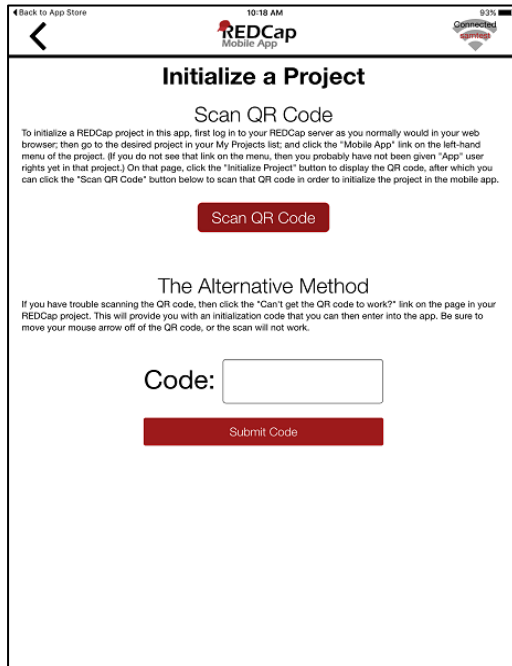 Back to App Store
10:18 AM
93%
REDCap
Mobile App
Connected
samtest
Initialize a Project
Scan QR Code
To initialize a REDCap project in this app, first log in to your REDCap server as you normally would in your web
browser; then go to the desired project in your My Projects list; and click the "Mobile App" link on the left-hand
menu of the project. (If you do not see that link on the menu, then you probably have not been given "App" user
rights yet in that project.) On that page, click the "Initialize Project" button to display the QR code, after which you
can click the "Scan QR Code" button below to scan that QR code in order to initialize the project in the mobile app.
Scan QR Code
The Alternative Method
If you have trouble scanning the QR code, then click the "Can't get the QR code to work?" link on the page in your
REDCap project. This will provide you with an initialization code that you can then enter into the app. Be sure to
move your mouse arrow off of the QR code, or the scan will not work.
Code:
Submit Code